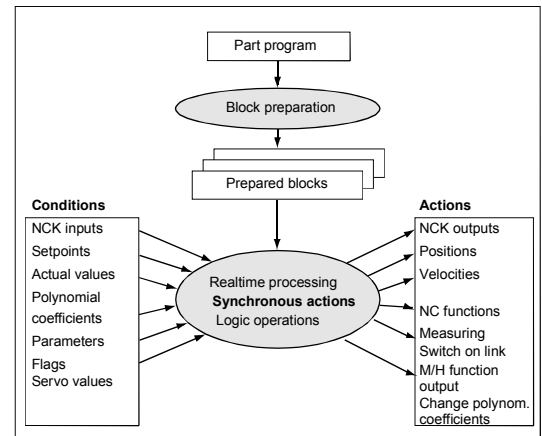 Part program
Block preparation
Prepared blocks
Conditions
NCK inputs
Setpoints
Actual values
Polynomial
coefficients
Parameters
Flags
Servo values
Realtime processing
Synchronous actions
Logic operations
Actions
NCK outputs
Positions
Velocities
NC functions
Measuring
Switch on link
M/H function
output
Change polynom.
coefficients